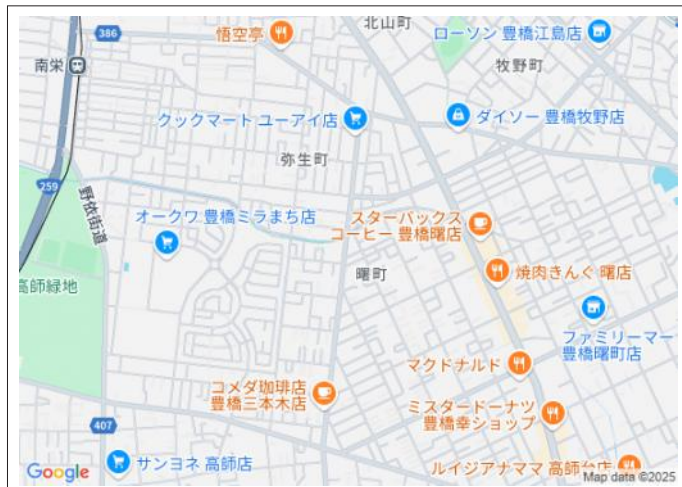 北山町
386
悟空亭
ローソン 豊橋江島店
南栄
牧野町
クックマート ユーアイ店
ダイソー 豊橋牧野店
弥生町
259
野依街道
オークワ 豊橋ミラまち店
スターバックス
コーヒー 豊橋曙店
曙町
焼肉きんぐ 曙店
高師緑地
ファミリーマー
豊橋曙町店
マクドナルド
コメダ珈琲店
豊橋三本木店
ミスタードーナツ
豊橋幸ショップ
407
サンヨネ 高師店
ルイジアナママ 高師台店
Google
Map data ©2025